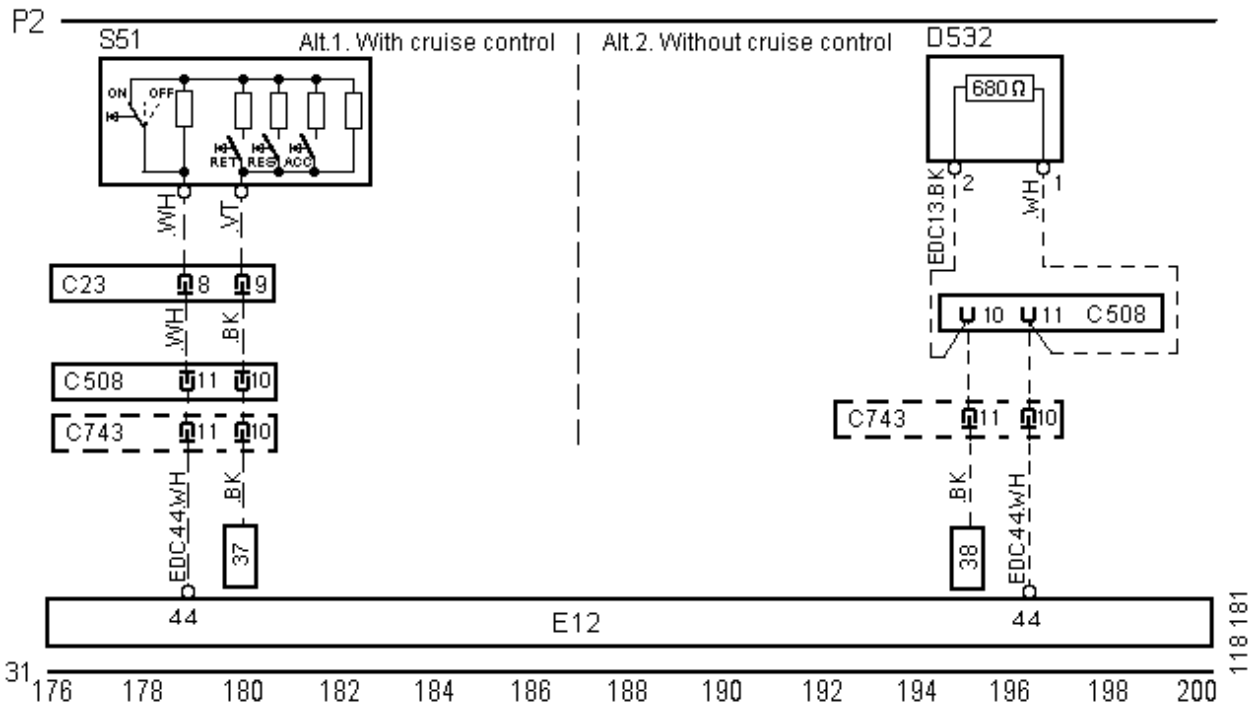 P2
S51
Alt.1. With cruise control
Alt.2. Without cruise control
D532
ON
OFF
RET
RES
ACC
680 Ω
2
1
.WH
.VT
EDC13.BK
.WH
C23
8
9
.WH
.BK
10
11
C508
C508
11
10
C743
11
10
C743
11
10
EDC44.WH
.BK
37
.BK
38
EDC44.WH
44
E12
44
118 181
31
176
178
180
182
184
186
188
190
192
194
196
198
200